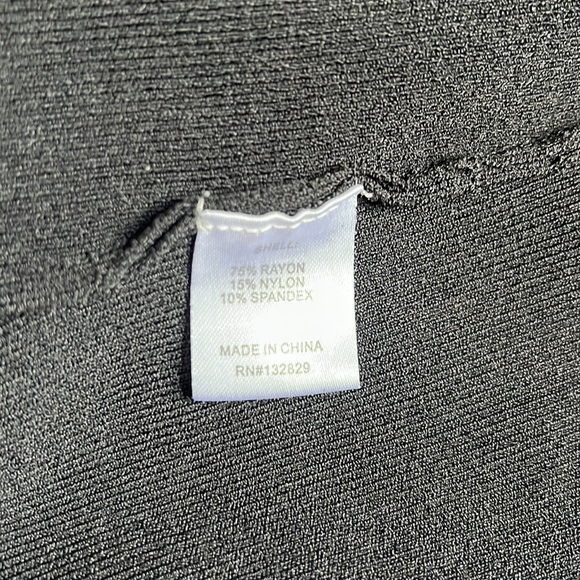 SHELL:
75% RAYON
15% NYLON
10% SPANDEX
MADE IN CHINA
RN#132829